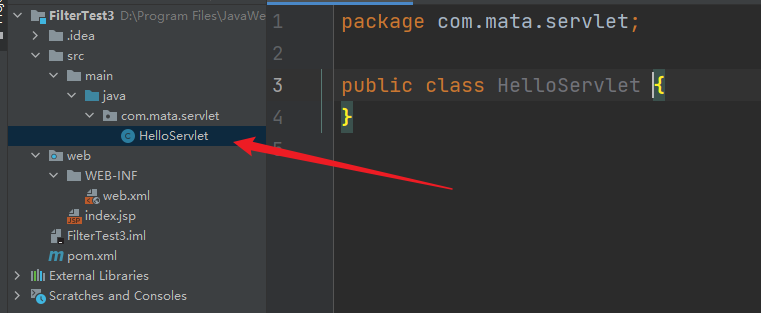 FilterTest3 D:\Program Files\JavaWe
.idea
src
main
java
com.mata.servlet
HelloServlet
web
WEB-INF
web.xml
index.jsp
FilterTest3.iml
pom.xml
External Libraries
Scratches and Consoles
1 package com.mata.servlet;
2
3 public class HelloServlet {
4 }
5